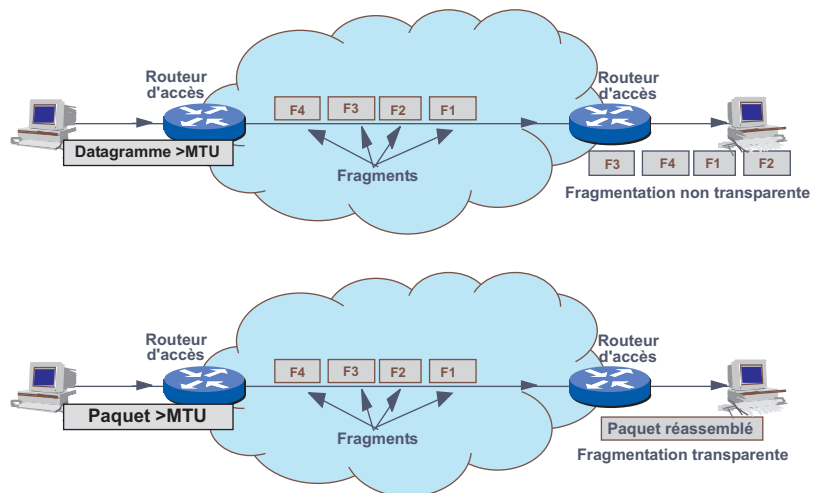 Routeur
d'accès
Routeur
d'accès
F4 F3 F2 F1
Datagramme >MTU
Fragments
F3 F4 F1 F2
Fragmentation non transparente
Routeur
d'accès
Routeur
d'accès
F4 F3 F2 F1
Paquet >MTU
Fragments
Paquet réassemblé
Fragmentation transparente